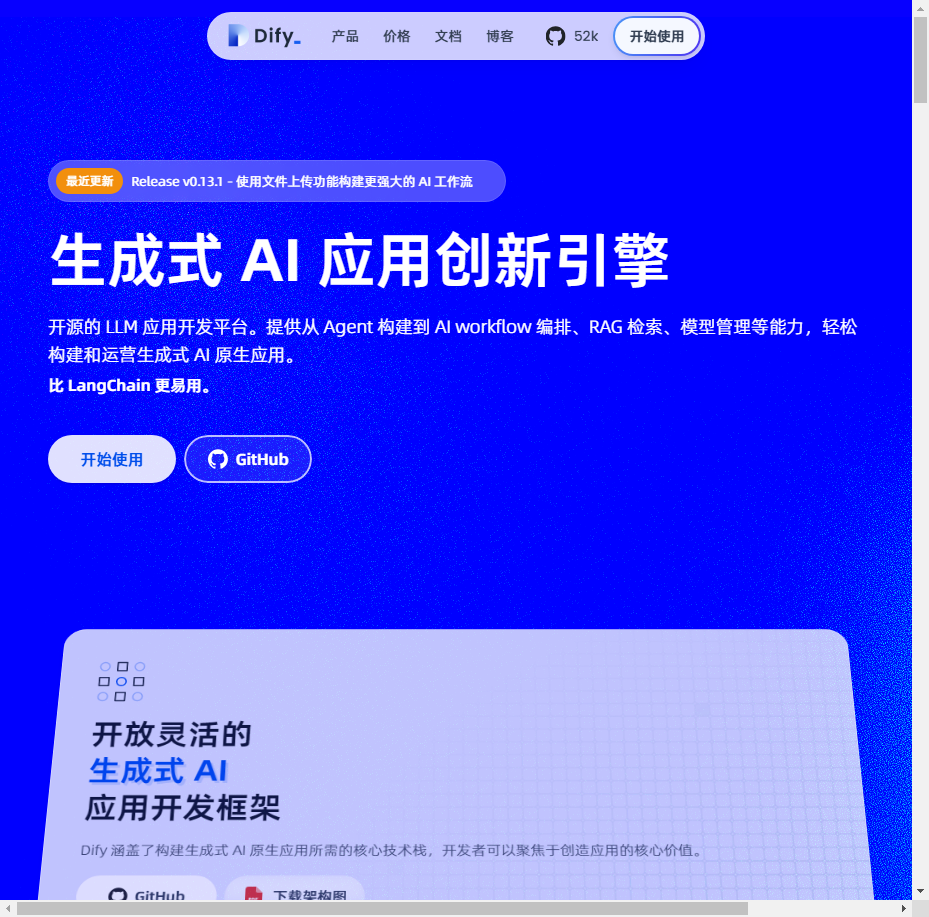 Dify_ 产品 价格 文档 博客 52k 开始使用
最近更新 Release v0.13.1 - 使用文件上传功能构建更强大的 AI 工作流
生成式 AI 应用创新引擎
开源的 LLM 应用开发平台。提供从 Agent 构建到 AI workflow 编排、RAG 检索、模型管理等能力，轻松
构建和运营生成式 AI 原生应用。
比 LangChain 更易用。
开始使用 GitHub
开放灵活的
生成式 AI
应用开发框架
Dify 涵盖了构建生成式 AI 原生应用所需的核心技术栈，开发者可以聚焦于创造应用的核心价值。
GitHub 下载架构图